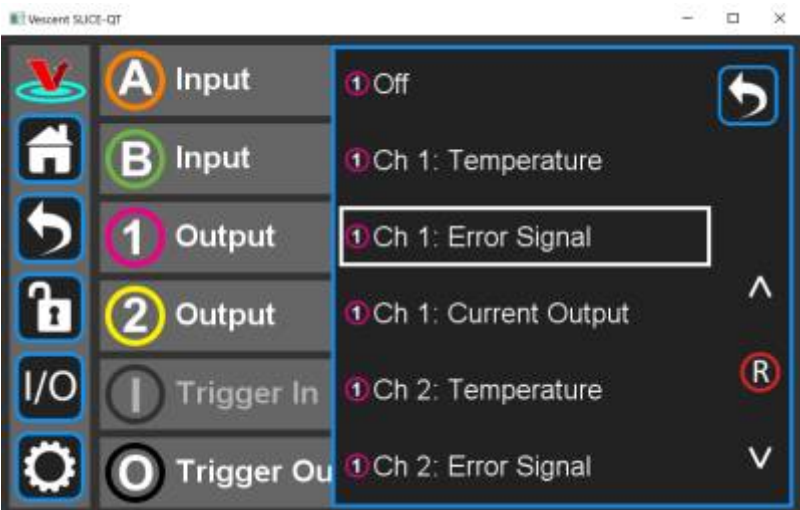 Vescent SLICE-QT
A Input
B Input
1 Output
2 Output
I/O
I Trigger In
O Trigger Ou
1 Off
1 Ch 1: Temperature
1 Ch 1: Error Signal
1 Ch 1: Current Output
1 Ch 2: Temperature
1 Ch 2: Error Signal
R